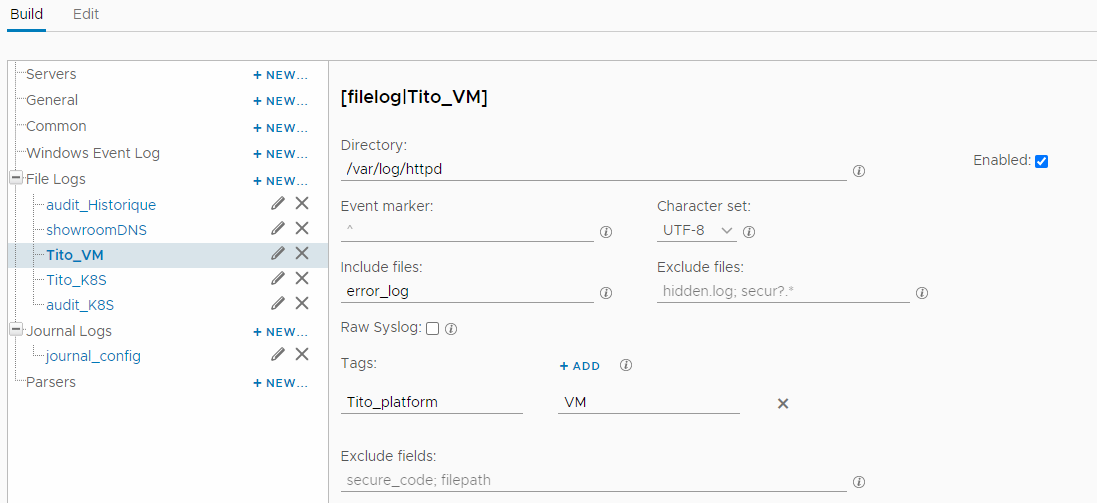 Build Edit
Servers + NEW...
General + NEW...
Common + NEW...
Windows Event Log + NEW...
File Logs + NEW...
audit_Historique
showroomDNS
Tito_VM
Tito_K8S
audit_K8S
Journal Logs + NEW...
journal_config
Parsers + NEW...
[filelog|Tito_VM]
Directory:
/var/log/httpd
Enabled:
Event marker: Character set:
^ UTF-8
Include files: Exclude files:
error_log hidden.log; secur?.*
Raw Syslog:
Tags: + ADD
Tito_platform VM
Exclude fields:
secure_code; filepath